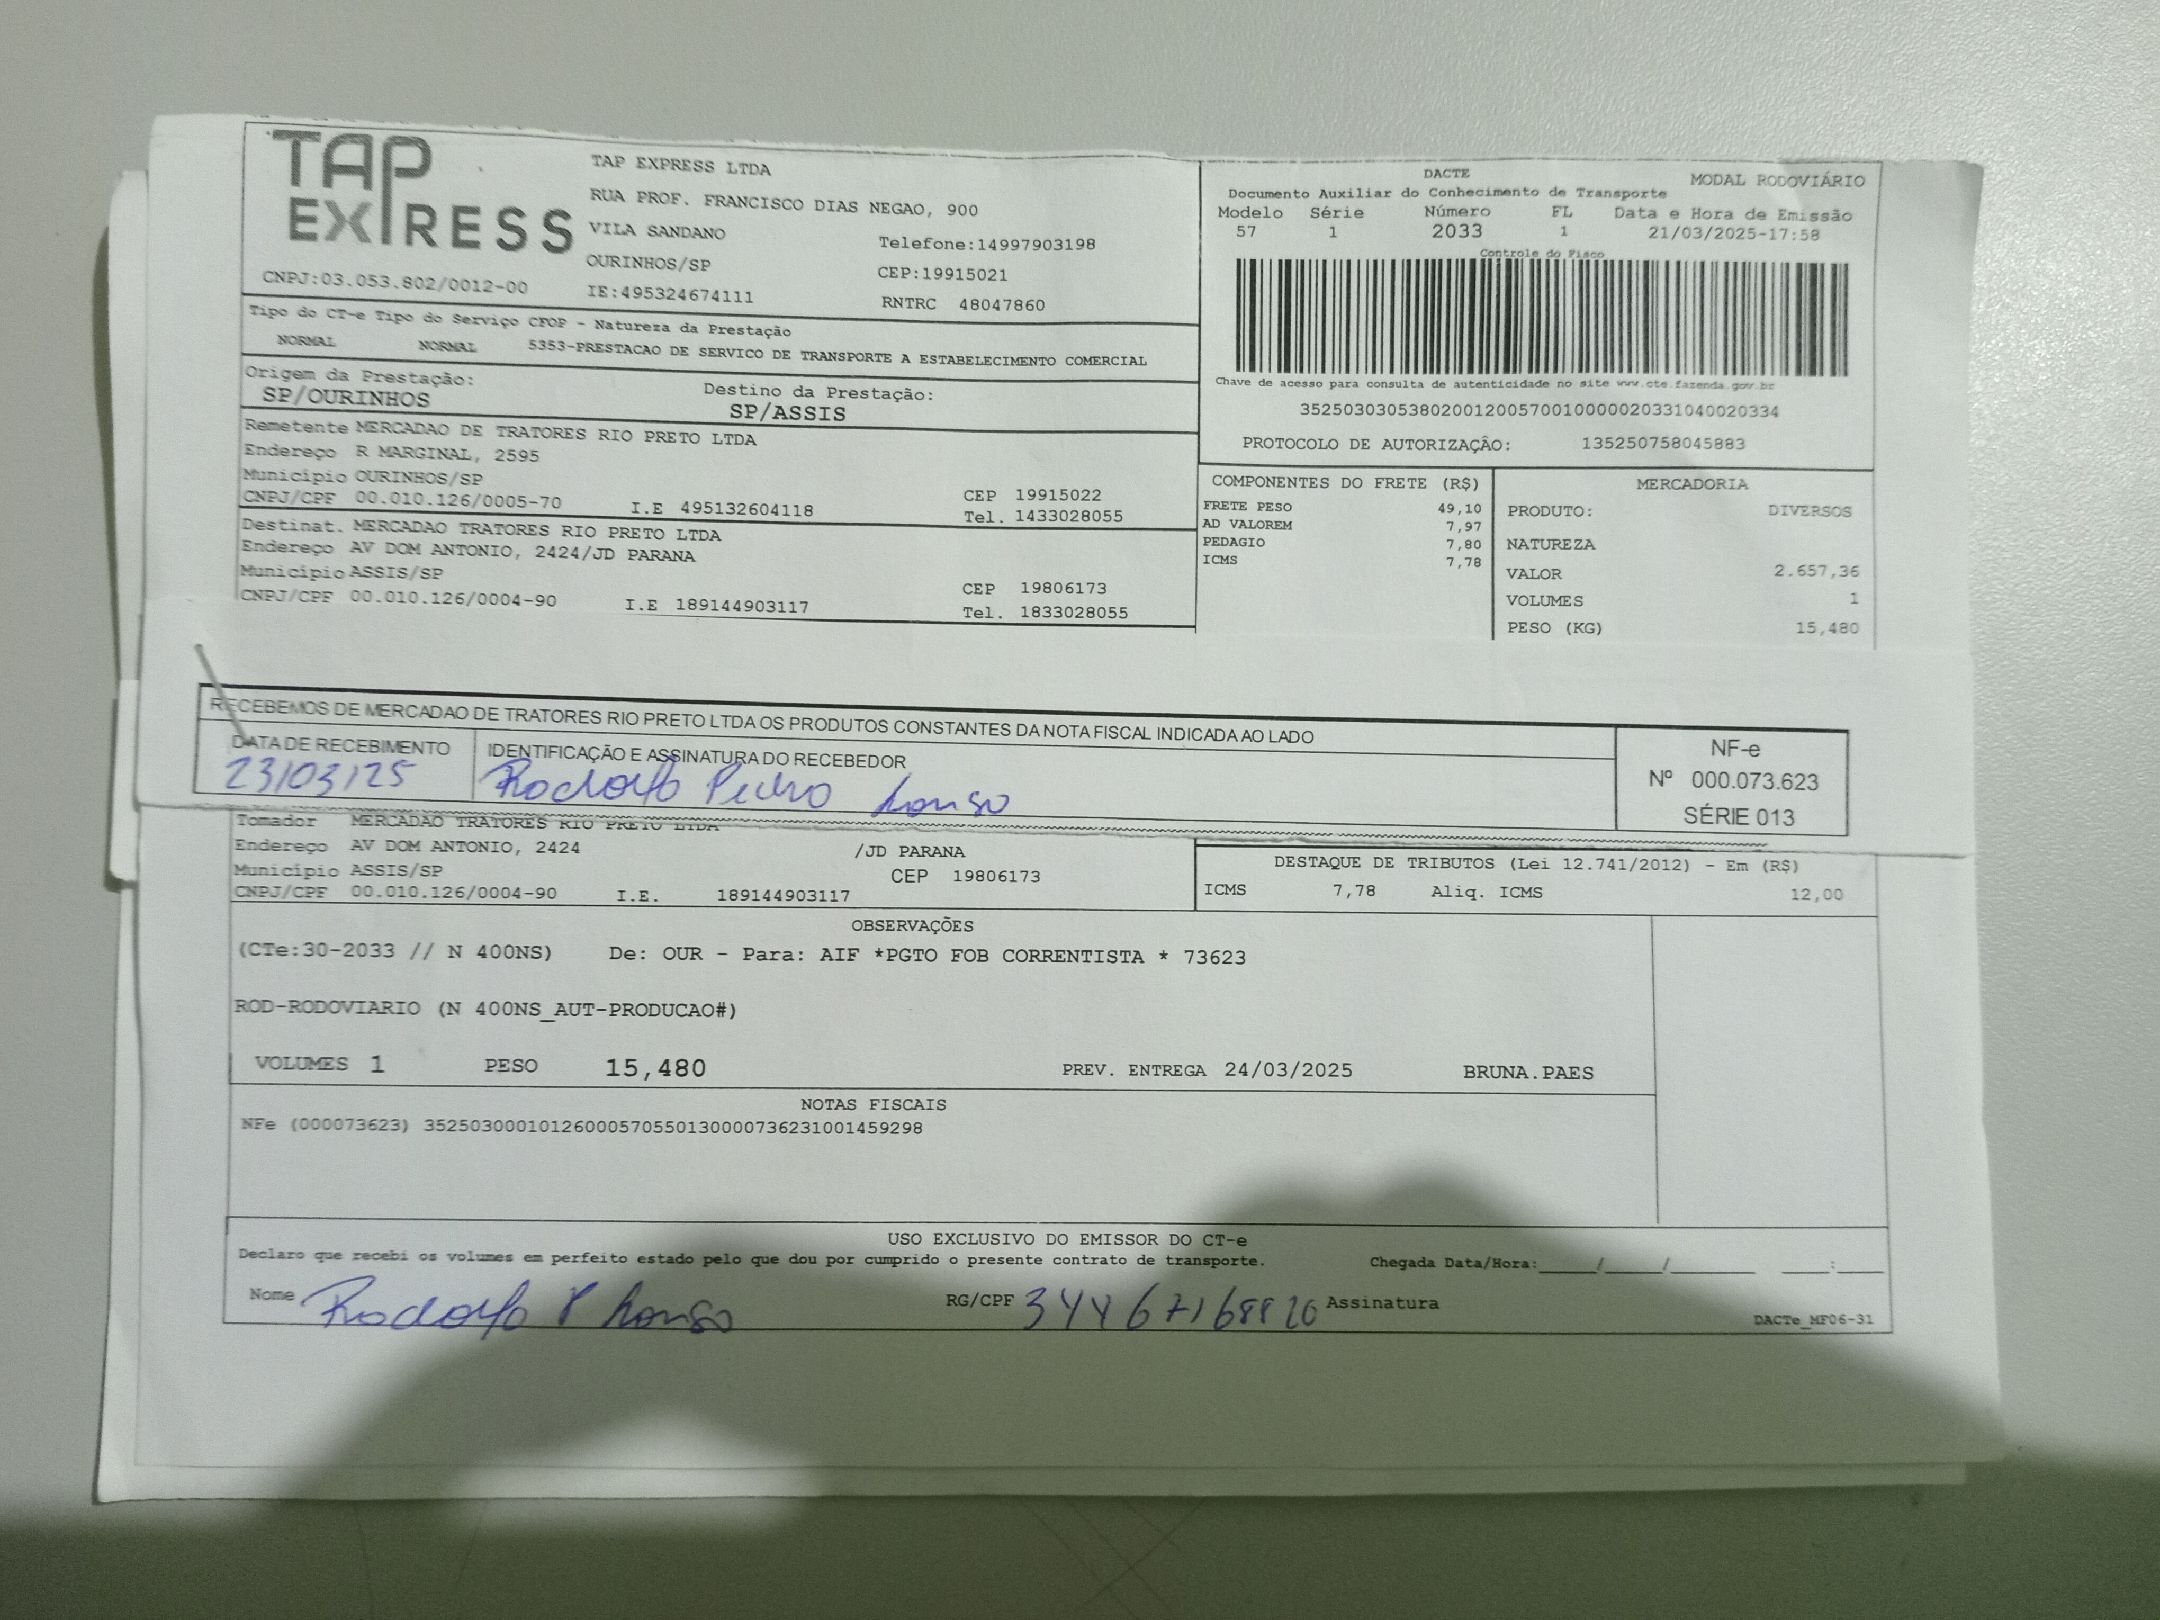 TAP
EXPRESS
CNPJ:03.053.802/0012-00
TAP EXPRESS LTDA
RUA PROF. FRANCISCO DIAS NEGAO, 900
VILA SANDANO
Telefone:14997903198
OURINHOS/SP
CEP:19915021
IE:495324674111
RNTRC 48047860
DACTE
MODAL RODOVIÁRIO
Documento Auxiliar do Conhecimento de Transporte
Modelo Série Número FL Data e Hora de Emissão
57 1 2033 1 21/03/2025-17:58
Controle do Fisco
Chave de acesso para consulta de autenticidade no site www.cte.fazenda.gov.br
35250303053802001200570010000020331040020334
PROTOCOLO DE AUTORIZAÇÃO: 135250758045883
Tipo do CT-e Tipo do Serviço CFOP - Natureza da Prestação
NORMAL NORMAL 5353-PRESTACAO DE SERVICO DE TRANSPORTE A ESTABELECIMENTO COMERCIAL
Origem da Prestação: Destino da Prestação:
SP/OURINHOS SP/ASSIS
Remetente MERCADAO DE TRATORES RIO PRETO LTDA
Endereço R MARGINAL, 2595
Município OURINHOS/SP CEP 19915022
CNPJ/CPF 00.010.126/0005-70 I.E 495132604118 Tel. 1433028055
Destinat. MERCADAO TRATORES RIO PRETO LTDA
Endereço AV DOM ANTONIO, 2424/JD PARANA
Município ASSIS/SP CEP 19806173
CNPJ/CPF 00.010.126/0004-90 I.E 189144903117 Tel. 1833028055
COMPONENTES DO FRETE (R$)
FRETE PESO 49,10
AD VALOREM 7,97
PEDAGIO 7,80
ICMS 7,78
MERCADORIA
PRODUTO: DIVERSOS
NATUREZA
VALOR 2.657,36
VOLUMES 1
PESO (KG) 15,480
RECEBEMOS DE MERCADAO DE TRATORES RIO PRETO LTDA OS PRODUTOS CONSTANTES DA NOTA FISCAL INDICADA AO LADO
DATA DE RECEBIMENTO IDENTIFICAÇÃO E ASSINATURA DO RECEBEDOR
23/03/25 Rodolfo Pedro
NF-e
Nº 000.073.623
SÉRIE 013
Tomador MERCADAO TRATORES RIO PRETO LTDA
Endereço AV DOM ANTONIO, 2424 /JD PARANA
Município ASSIS/SP CEP 19806173
CNPJ/CPF 00.010.126/0004-90 I.E. 189144903117
DESTAQUE DE TRIBUTOS (Lei 12.741/2012) - Em (R$)
ICMS 7,78 Aliq. ICMS 12,00
OBSERVAÇÕES
(CTe:30-2033 // N 400NS) De: OUR - Para: AIF *PGTO FOB CORRENTISTA * 73623
ROD-RODOVIARIO (N 400NS_AUT-PRODUCAO#)
VOLUMES 1 PESO 15,480 PREV. ENTREGA 24/03/2025 BRUNA.PAES
NOTAS FISCAIS
NFe (000073623) 35250300010126000570550130000736231001459298
USO EXCLUSIVO DO EMISSOR DO CT-e
Declaro que recebi os volumes em perfeito estado pelo que dou por cumprido o presente contrato de transporte. Chegada Data/Hora:_____/_____/_______ ____:____
Nome Rodolfo P RG/CPF Assinatura
DACTe_MF06-31